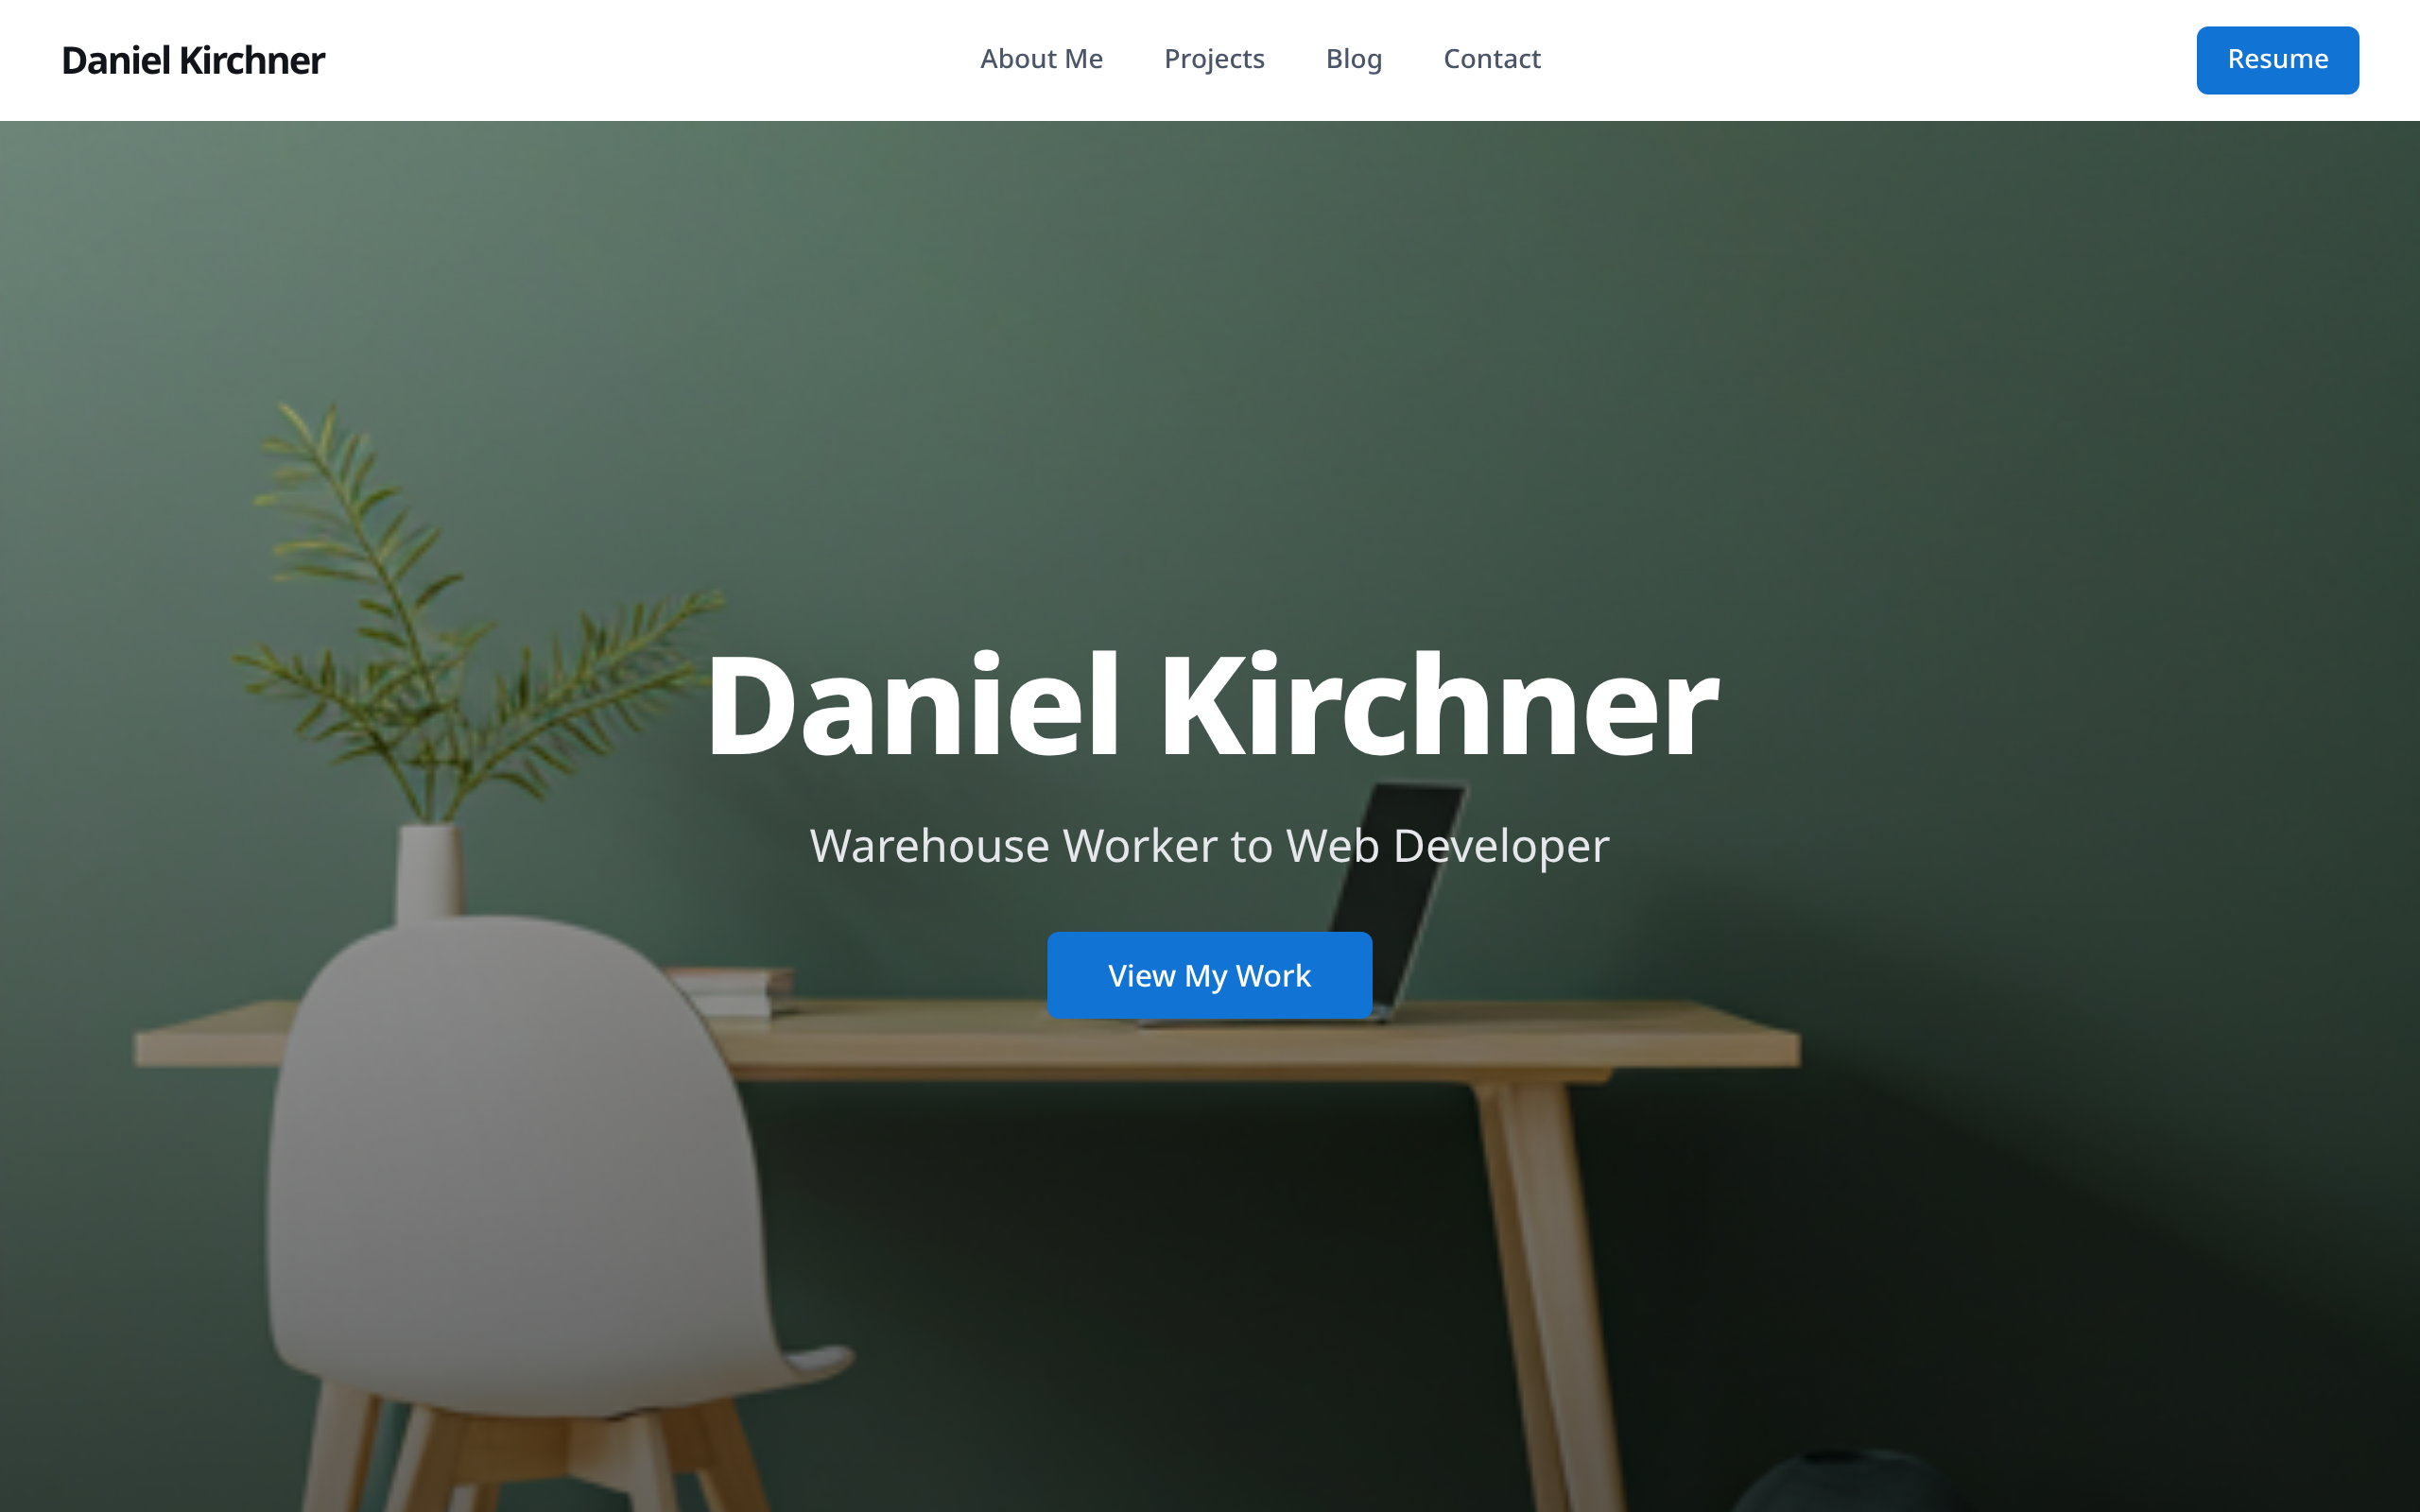 Daniel Kirchner
About Me
Projects
Blog
Contact
Resume
Daniel Kirchner
Warehouse Worker to Web Developer
View My Work